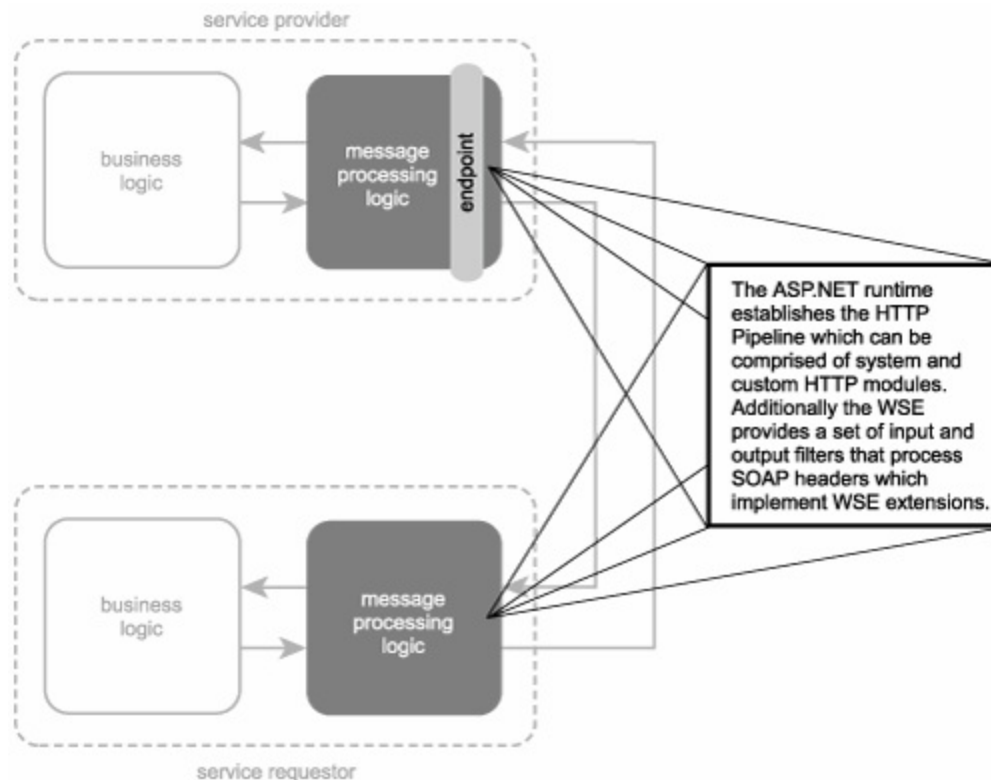 service provider
business
logic
message
processing
logic
endpoint
The ASP.NET runtime
establishes the HTTP
Pipeline which can be
comprised of system and
custom HTTP modules.
Additionally the WSE
provides a set of input and
output filters that process
SOAP headers which
implement WSE extensions.
business
logic
message
processing
logic
service requestor